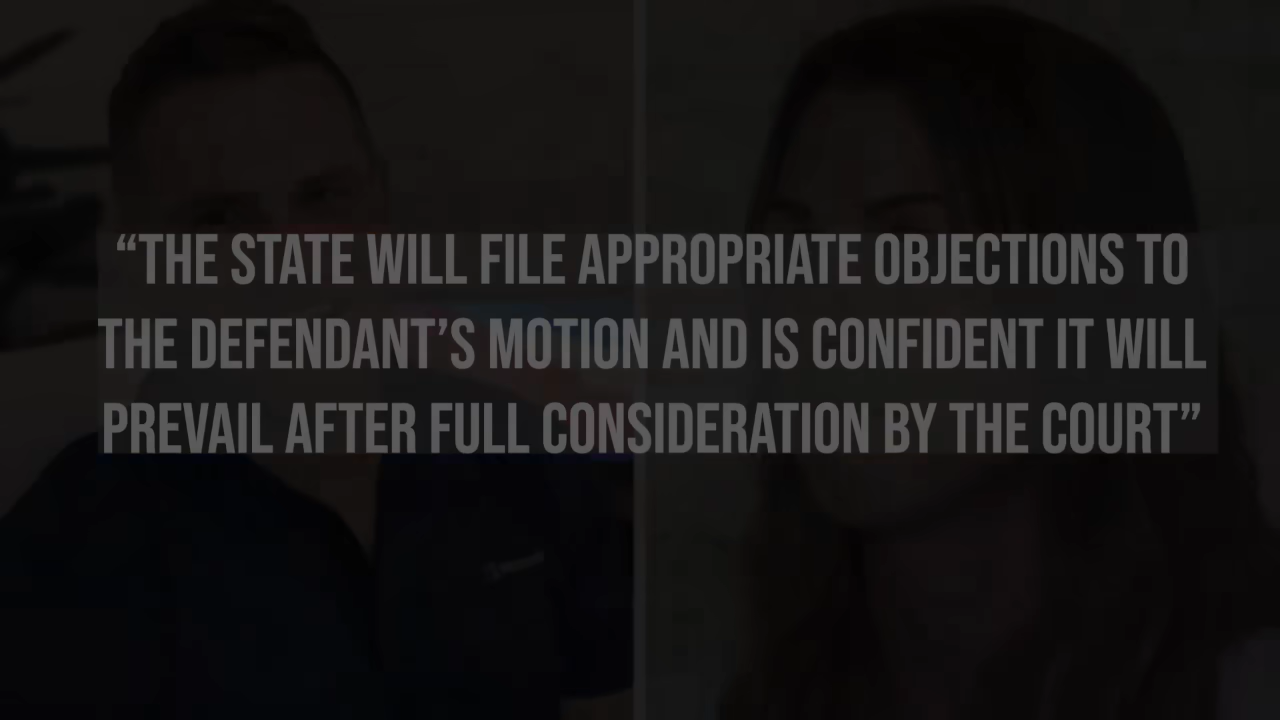 “THE STATE WILL FILE APPROPRIATE OBJECTIONS TO
THE DEFENDANT’S MOTION AND IS CONFIDENT IT WILL
PREVAIL AFTER FULL CONSIDERATION BY THE COURT”